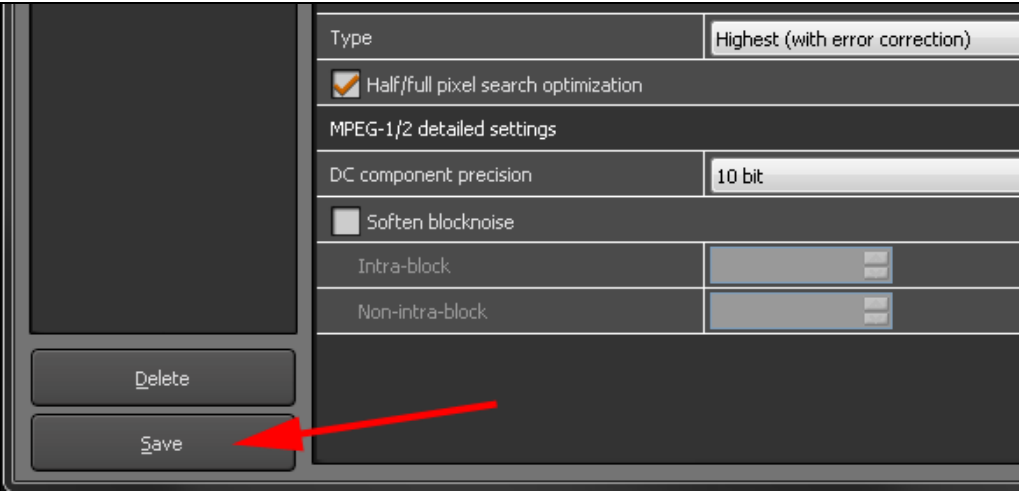 Type
Highest (with error correction)
Half/full pixel search optimization
MPEG-1/2 detailed settings
DC component precision
10 bit
Soften blocknoise
Intra-block
Non-intra-block
Delete
Save